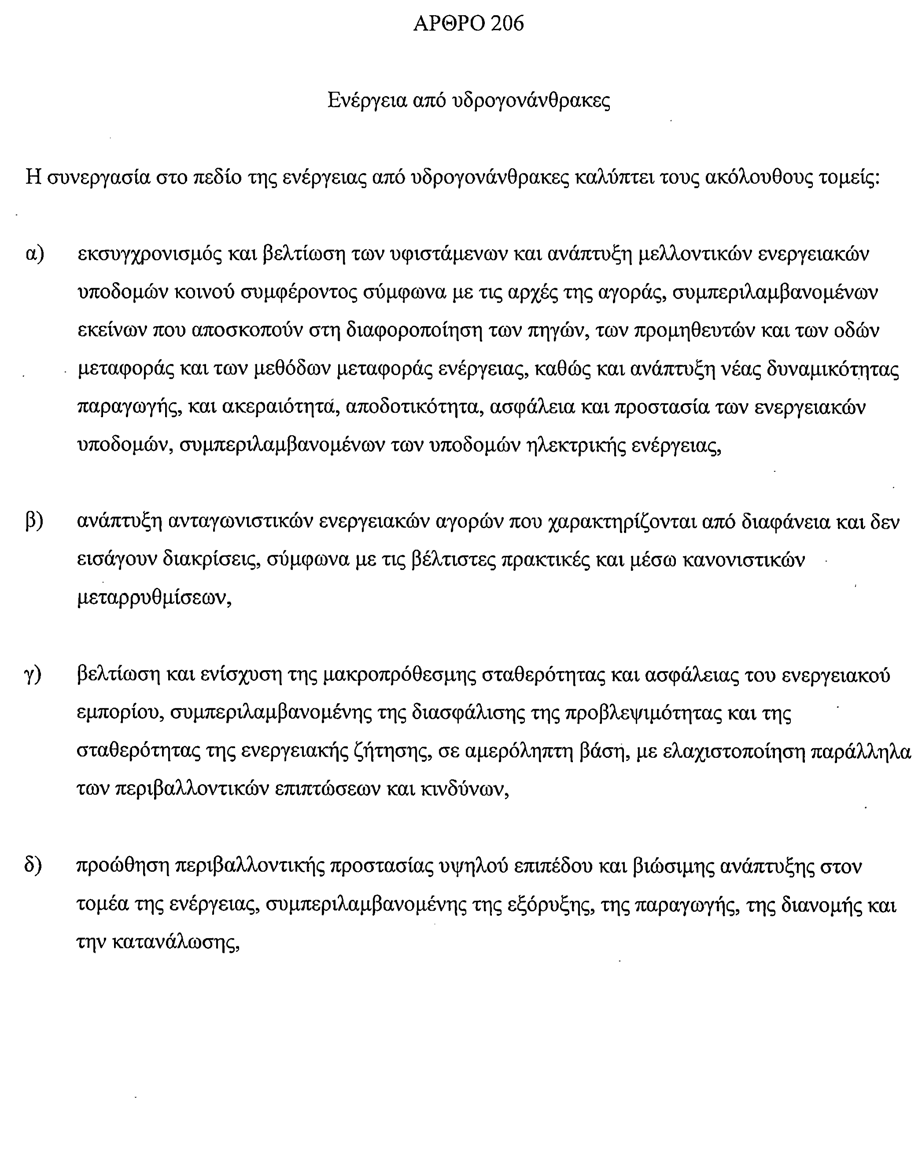 ΑΡΘΡΟ 206
Ενέργεια από υδρογονάνθρακες
Η συνεργασία στο πεδίο της ενέργειας από υδρογονάνθρακες καλύπτει τους ακόλουθους τομείς:
α) εκσυγχρονισμός και βελτίωση των υφιστάμενων και ανάπτυξη μελλοντικών ενεργειακών
υποδομών κοινού συμφέροντος σύμφωνα με τις αρχές της αγοράς, συμπεριλαμβανομένων
εκείνων που αποσκοπούν στη διαφοροποίηση των πηγών, των προμηθευτών και των οδών
μεταφοράς και των μεθόδων μεταφοράς ενέργειας, καθώς και ανάπτυξη νέας δυναμικότητας
παραγωγής, και ακεραιότητα, αποδοτικότητα, ασφάλεια και προστασία των ενεργειακών
υποδομών, συμπεριλαμβανομένων των υποδομών ηλεκτρικής ενέργειας,
β) ανάπτυξη ανταγωνιστικών ενεργειακών αγορών που χαρακτηρίζονται από διαφάνεια και δεν
εισάγουν διακρίσεις, σύμφωνα με τις βέλτιστες πρακτικές και μέσω κανονιστικών
μεταρρυθμίσεων,
γ) βελτίωση και ενίσχυση της μακροπρόθεσμης σταθερότητας και ασφάλειας του ενεργειακού
εμπορίου, συμπεριλαμβανομένης της διασφάλισης της προβλεψιμότητας και της
σταθερότητας της ενεργειακής ζήτησης, σε αμερόληπτη βάση, με ελαχιστοποίηση παράλληλα
των περιβαλλοντικών επιπτώσεων και κινδύνων,
δ) προώθηση περιβαλλοντικής προστασίας υψηλού επιπέδου και βιώσιμης ανάπτυξης στον
τομέα της ενέργειας, συμπεριλαμβανομένης της εξόρυξης, της παραγωγής, της διανομής και
την κατανάλωσης,